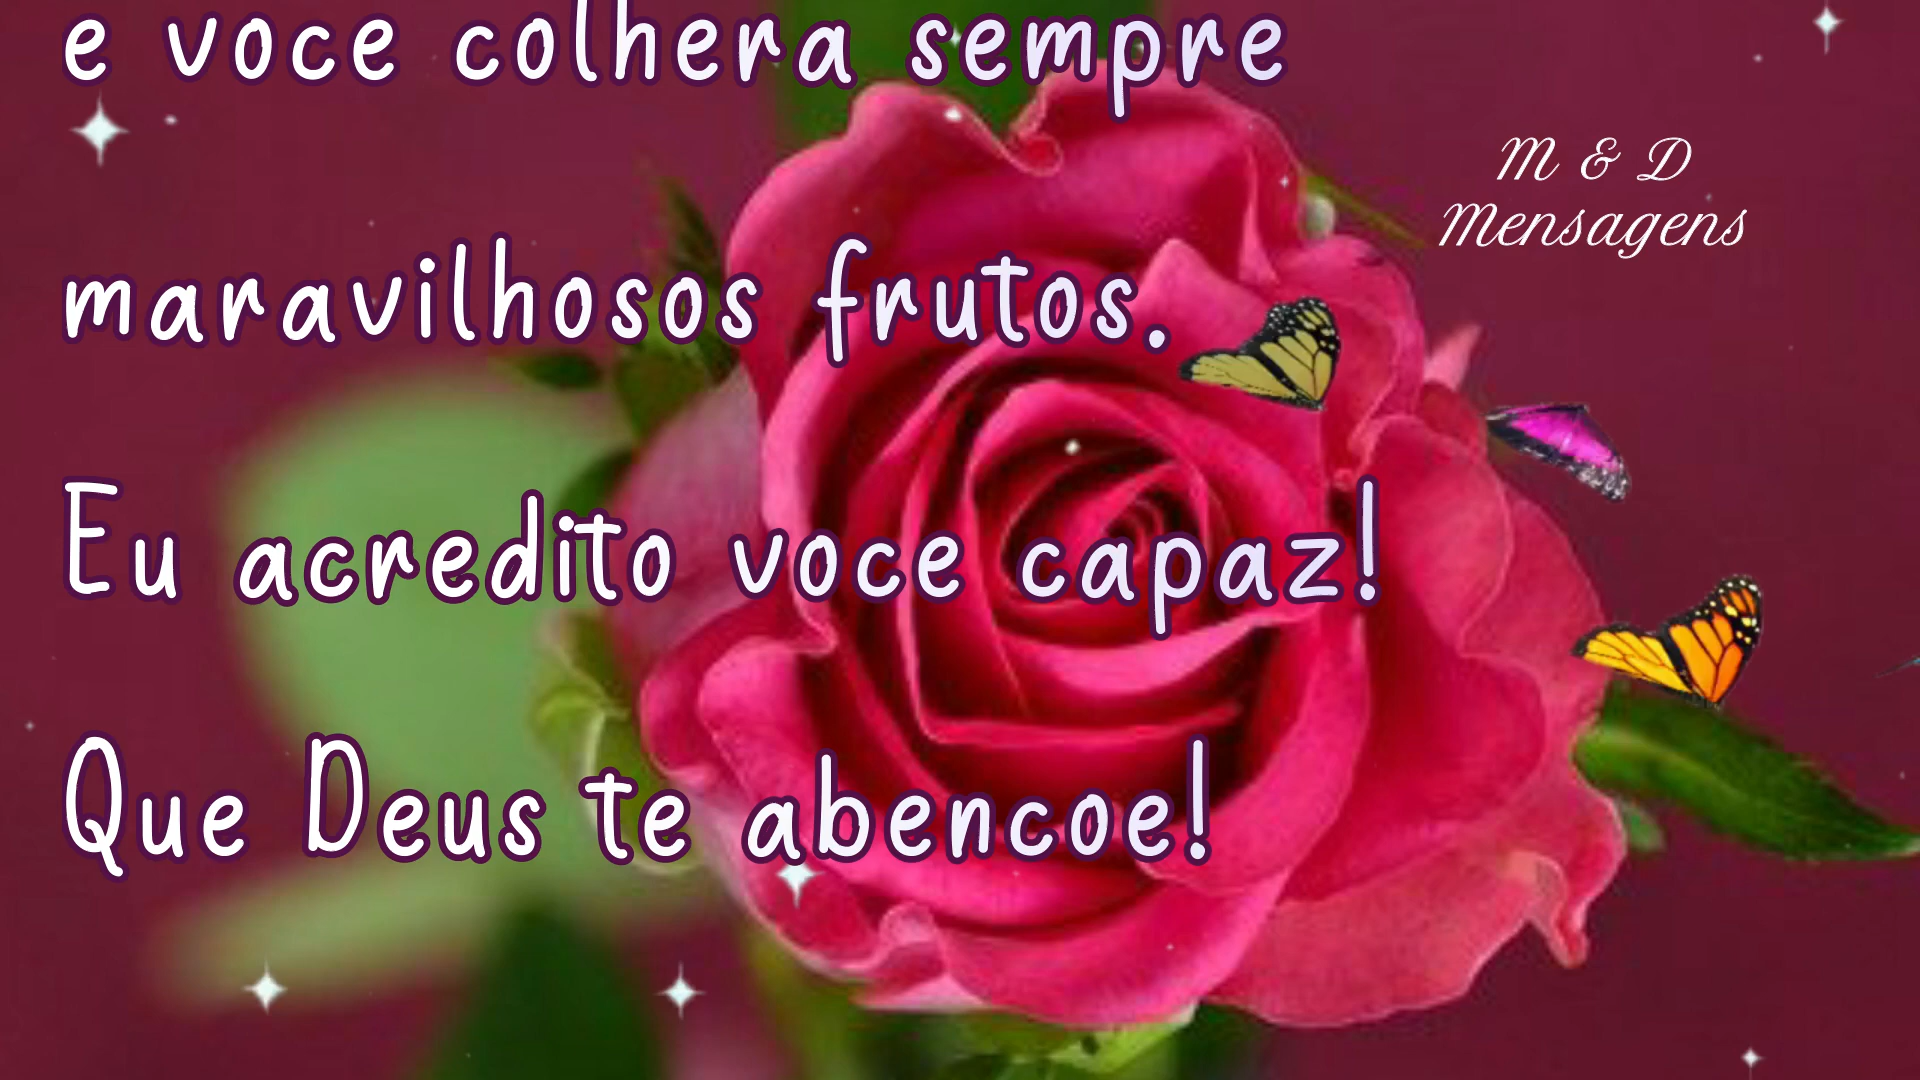 e voce colhera sempre
M & D
Mensagens
maravilhosos frutos.
Eu acredito voce capaz!
Que Deus te abencoe!